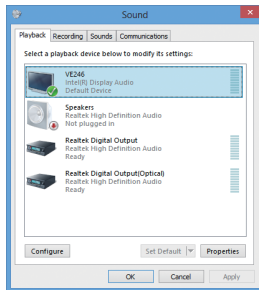 Sound
Playback Recording Sounds Communications
Select a playback device below to modify its settings:
VE246
Intel(R) Display Audio
Default Device
Speakers
Realtek High Definition Audio
Not plugged in
Realtek Digital Output
Realtek High Definition Audio
Ready
Realtek Digital Output(Optical)
Realtek High Definition Audio
Ready
Configure Set Default Properties
OK Cancel Apply